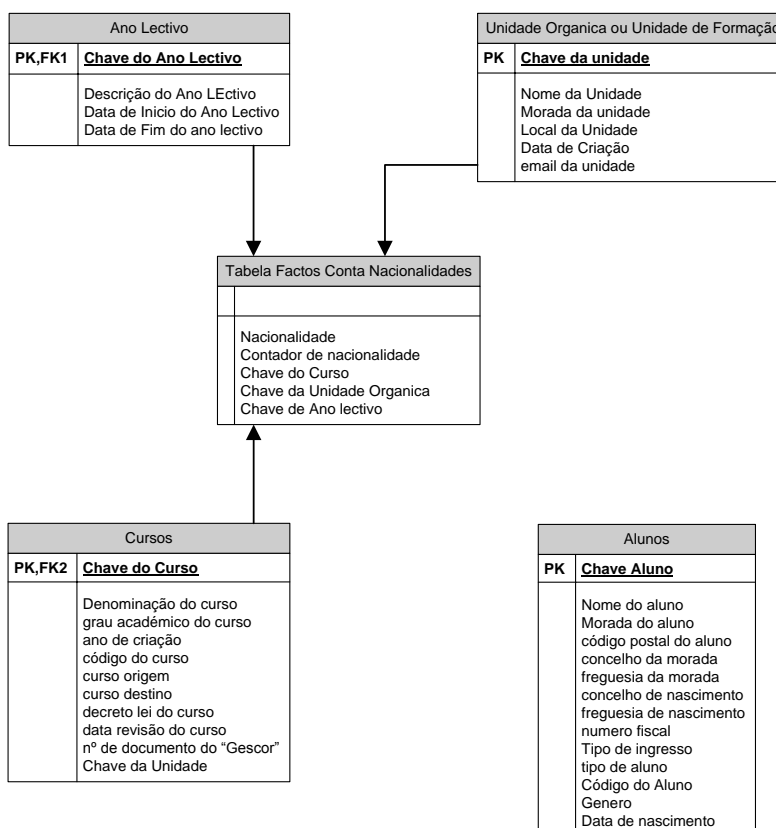 Ano Lectivo
PK,FK1 Chave do Ano Lectivo
Descrição do Ano LEctivo
Data de Inicio do Ano Lectivo
Data de Fim do ano lectivo
Unidade Organica ou Unidade de Formação
PK Chave da unidade
Nome da Unidade
Morada da unidade
Local da Unidade
Data de Criação
email da unidade
Tabela Factos Conta Nacionalidades
Nacionalidade
Contador de nacionalidade
Chave do Curso
Chave da Unidade Organica
Chave de Ano lectivo
Cursos
PK,FK2 Chave do Curso
Denominação do curso
grau académico do curso
ano de criação
código do curso
curso origem
curso destino
decreto lei do curso
data revisão do curso
nº de documento do “Gescor”
Chave da Unidade
Alunos
PK Chave Aluno
Nome do aluno
Morada do aluno
código postal do aluno
concelho da morada
freguesia da morada
concelho de nascimento
freguesia de nascimento
numero fiscal
Tipo de ingresso
tipo de aluno
Código do Aluno
Genero
Data de nascimento